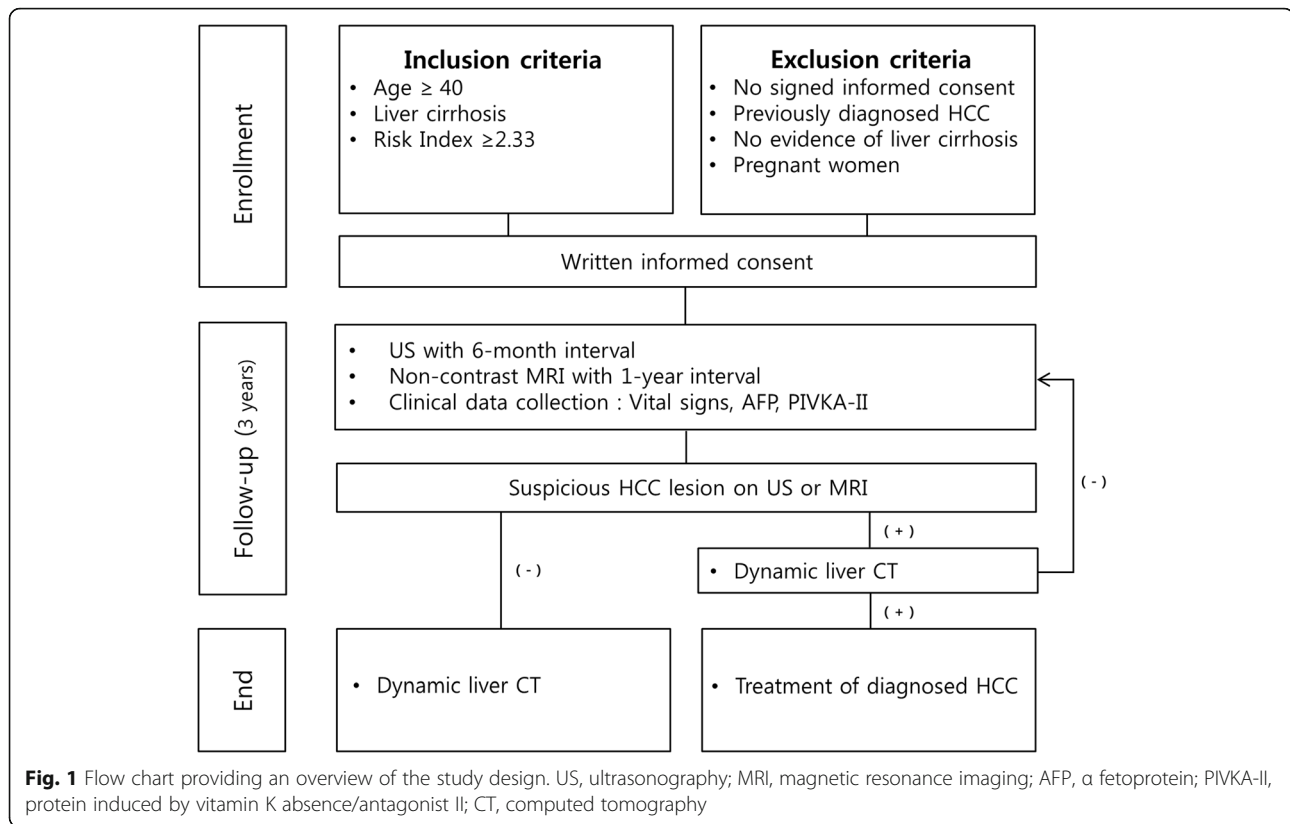 Enrollment
Inclusion criteria
• Age ≥ 40
• Liver cirrhosis
• Risk Index ≥2.33
Exclusion criteria
• No signed informed consent
• Previously diagnosed HCC
• No evidence of liver cirrhosis
• Pregnant women
Written informed consent
Follow-up (3 years)
• US with 6-month interval
• Non-contrast MRI with 1-year interval
• Clinical data collection : Vital signs, AFP, PIVKA-II
Suspicious HCC lesion on US or MRI
(-)
(+)
(-)
• Dynamic liver CT
(+)
End
• Dynamic liver CT
• Treatment of diagnosed HCC
Fig. 1 Flow chart providing an overview of the study design. US, ultrasonography; MRI, magnetic resonance imaging; AFP, α fetoprotein; PIVKA-II,
protein induced by vitamin K absence/antagonist II; CT, computed tomography